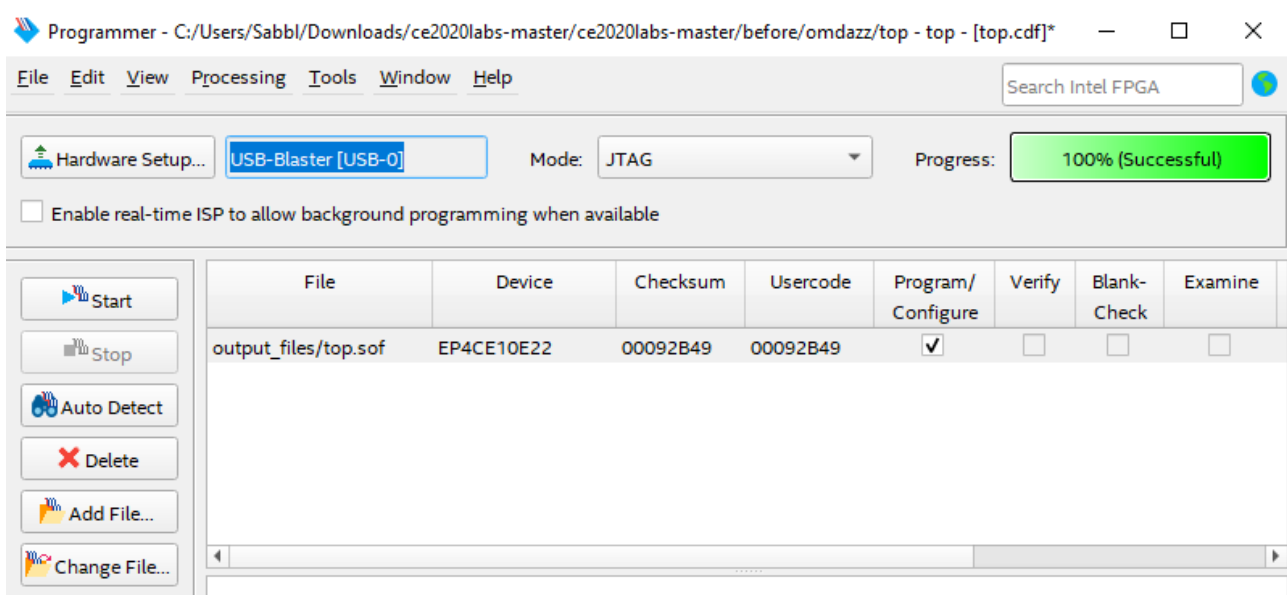 Programmer - C:/Users/Sabbl/Downloads/ce2020labs-master/ce2020labs-master/before/omdazz/top - top - [top.cdf]*
File Edit View Processing Tools Window Help
Search Intel FPGA
Hardware Setup... USB-Blaster [USB-0] Mode: JTAG Progress: 100% (Successful)
Enable real-time ISP to allow background programming when available
File Device Checksum Usercode Program/ Verify Blank- Examine
Configure Check
Start
Stop
output_files/top.sof EP4CE10E22 00092B49 00092B49
Auto Detect
Delete
Add File...
Change File...